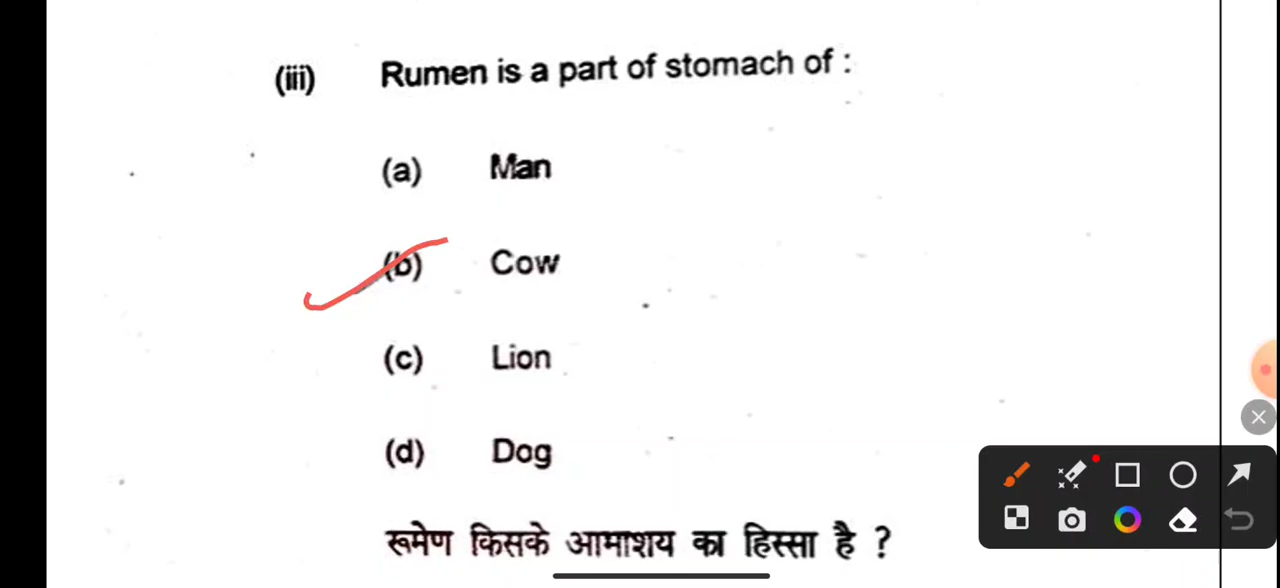 (iii) Rumen is a part of stomach of :
(a) Man
(b) Cow
(c) Lion
(d) Dog
रूमेण किसके आमाशय का हिस्सा है ?